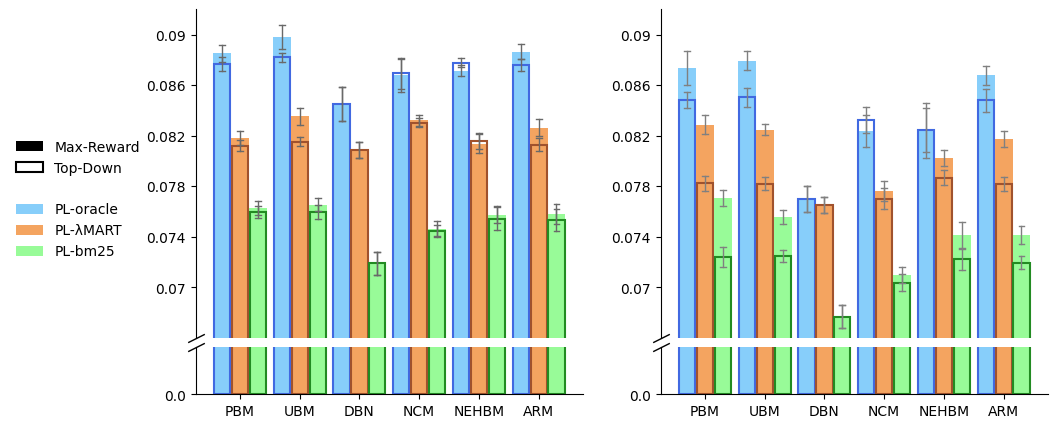 Max-Reward
Top-Down
PL-oracle
PL-λMART
PL-bm25
0.09
0.086
0.082
0.078
0.074
0.07
0.0
PBM UBM DBN NCM NEHBM ARM
0.09
0.086
0.082
0.078
0.074
0.07
0.0
PBM UBM DBN NCM NEHBM ARM